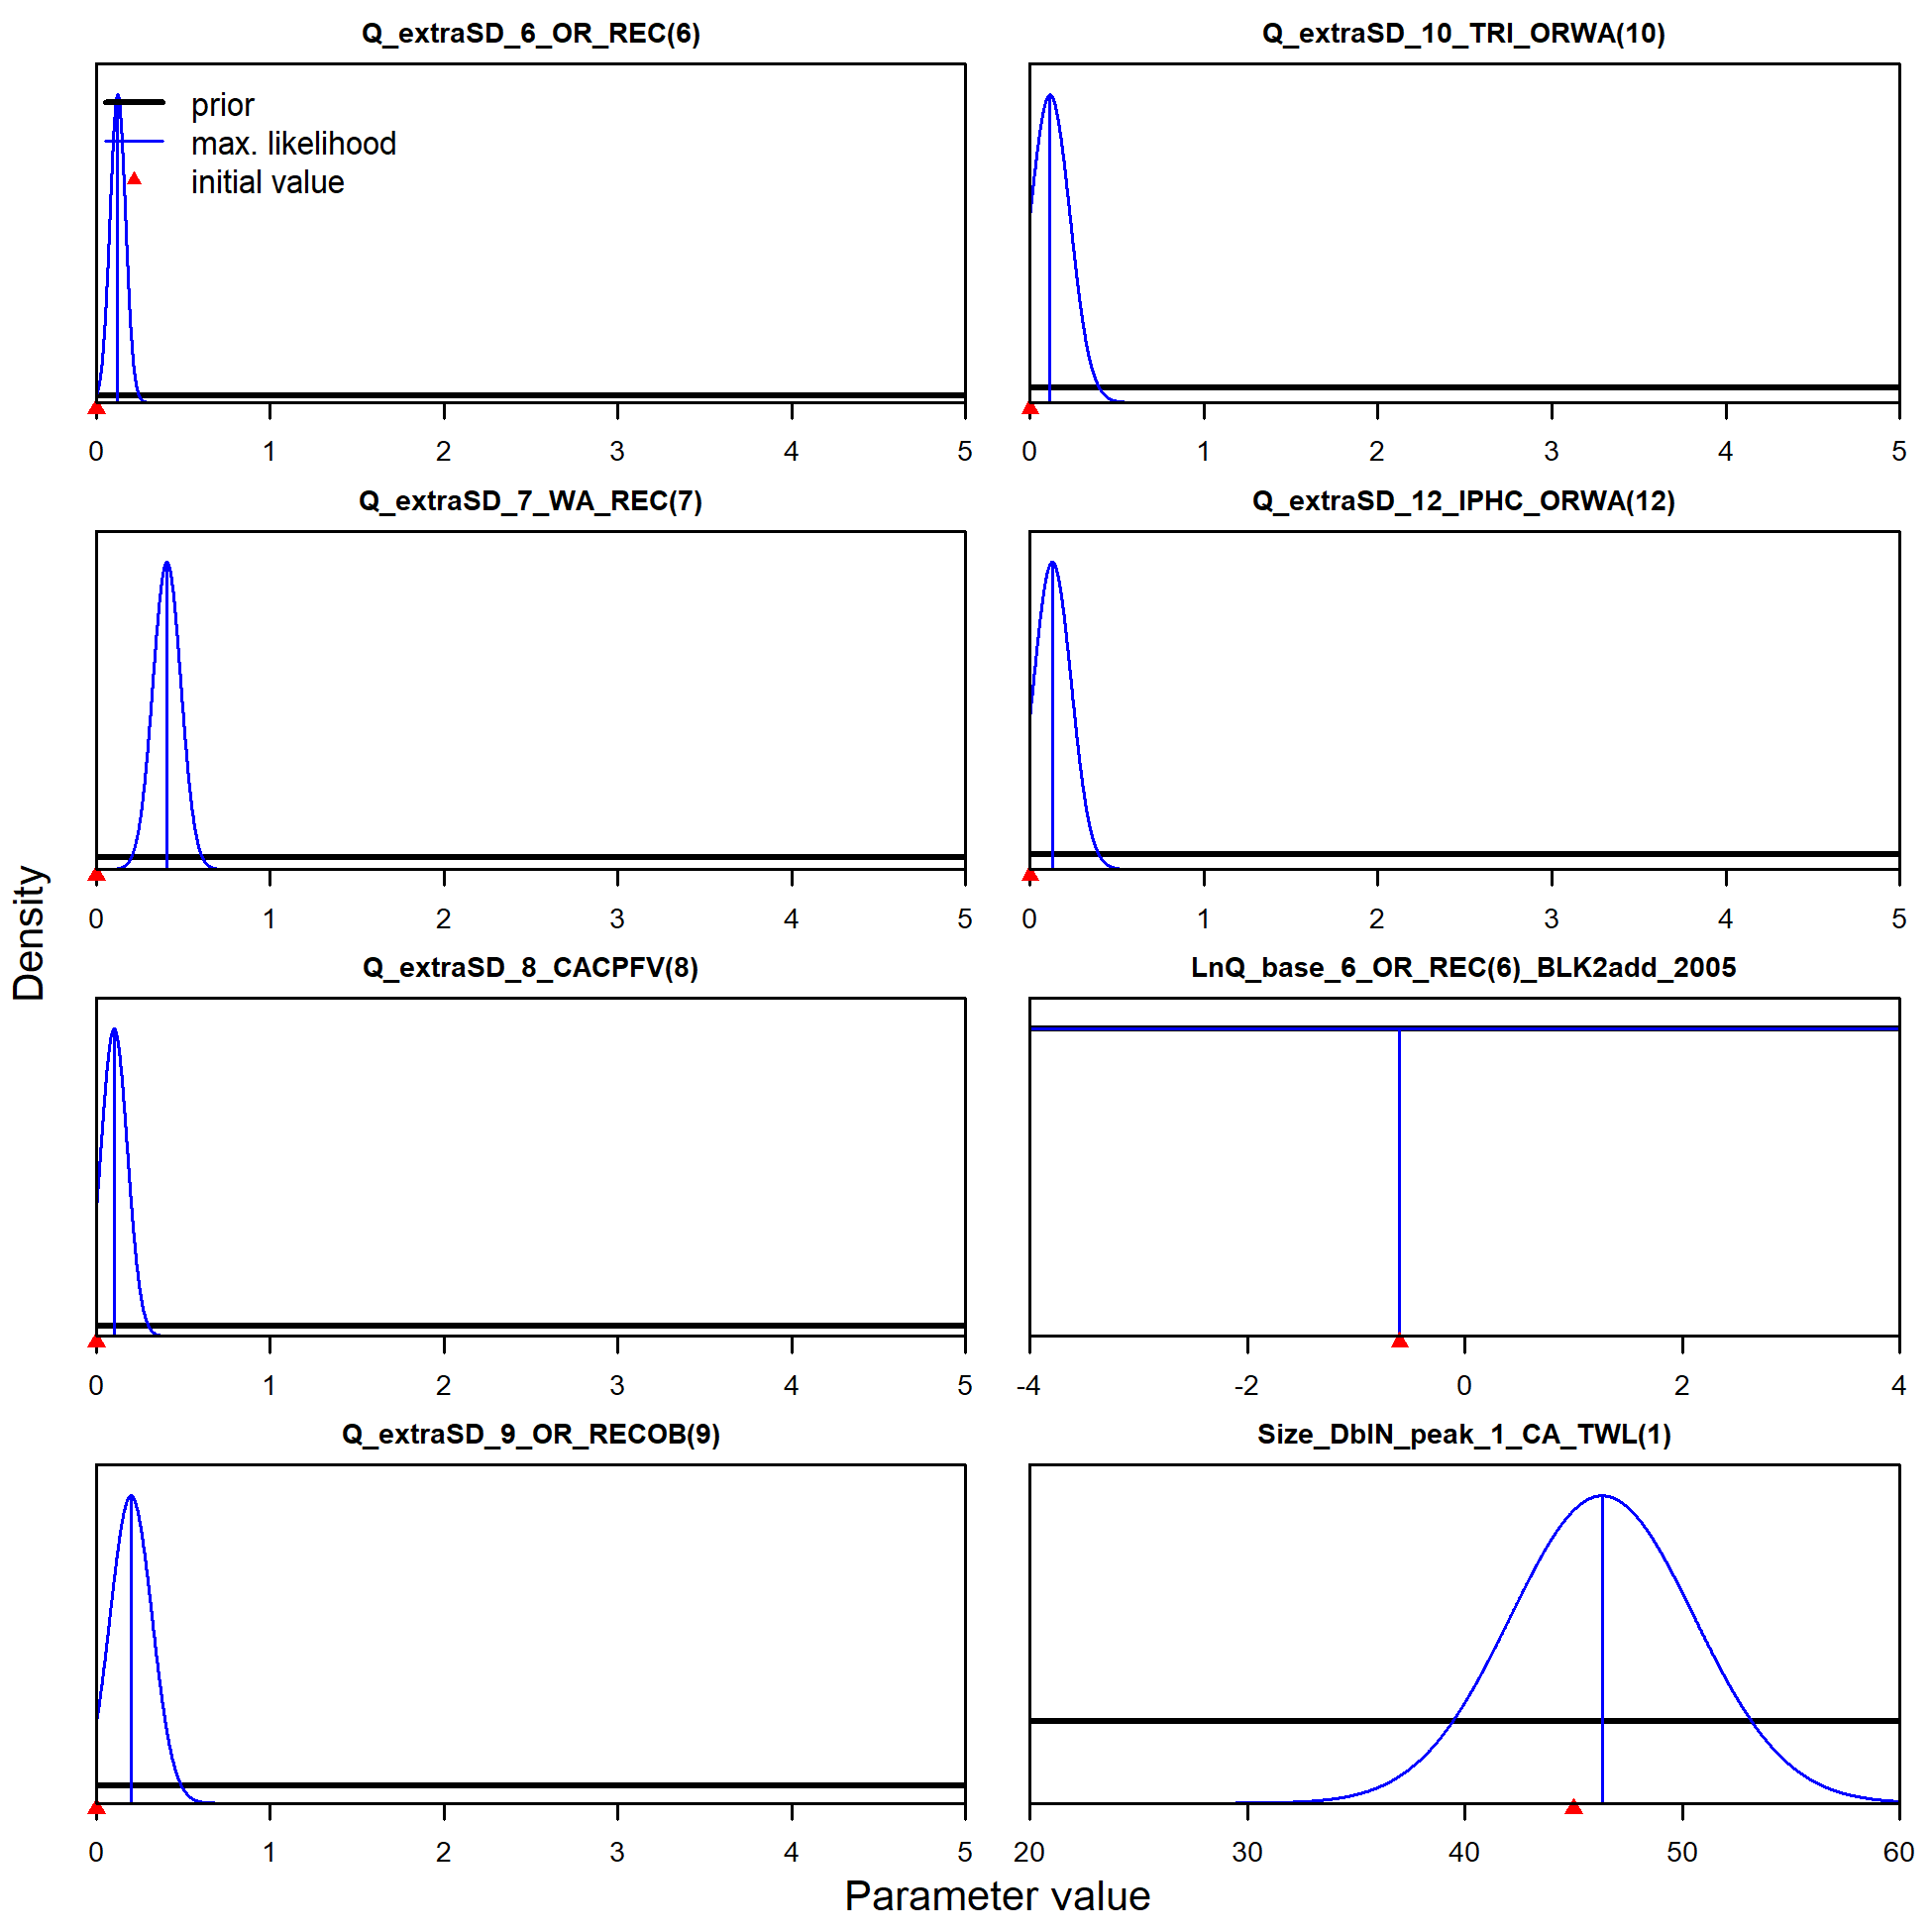 Q_extraSD_6_OR_REC(6)
prior
max. likelihood
initial value
0 1 2 3 4 5
Q_extraSD_10_TRI_ORWA(10)
0 1 2 3 4 5
Q_extraSD_7_WA_REC(7)
0 1 2 3 4 5
Q_extraSD_12_IPHC_ORWA(12)
0 1 2 3 4 5
Q_extraSD_8_CACPFV(8)
0 1 2 3 4 5
LnQ_base_6_OR_REC(6)_BLK2add_2005
-4 -2 0 2 4
Q_extraSD_9_OR_RECOB(9)
0 1 2 3 4 5
Size_DblN_peak_1_CA_TWL(1)
20 30 40 50 60
Density
Parameter value